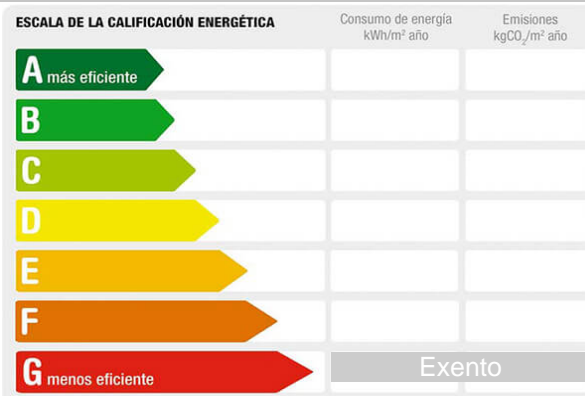 ESCALA DE LA CALIFICACIÓN ENERGÉTICA
Consumo de energía
kWh/m² año
Emisiones
kgCO₂/m² año
A más eficiente
B
C
D
E
F
G menos eficiente
Exento